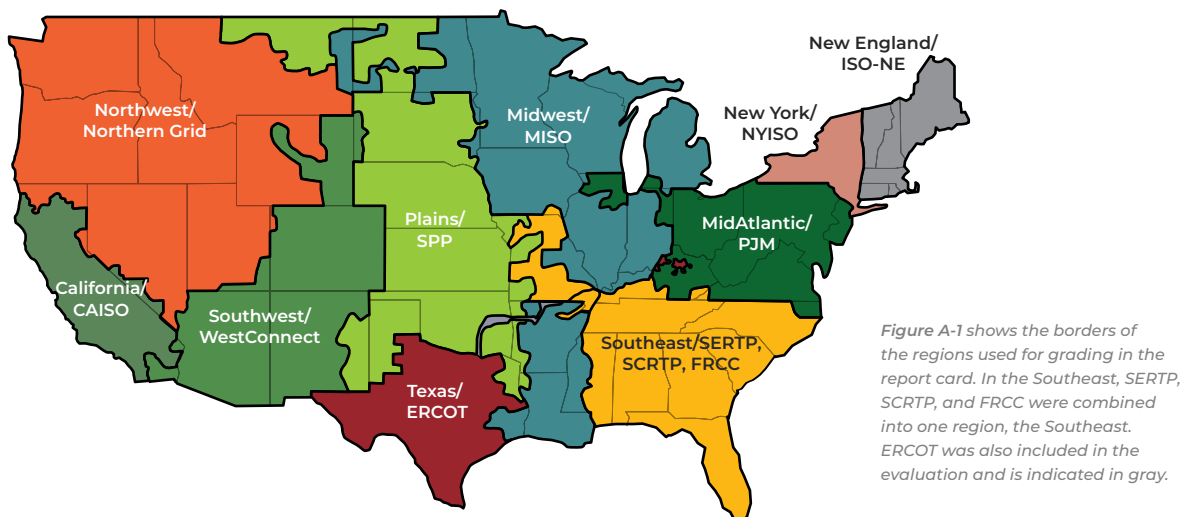 New England/
ISO-NE
Northwest/
Northern Grid
Midwest/
MISO
New York/
NYISO
Plains/
SPP
MidAtlantic/
PJM
California/
CAISO
Southwest/
WestConnect
Southeast/SERTP,
SCRTP, FRCC
Texas/
ERCOT
Figure A-1 shows the borders of
the regions used for grading in the
report card. In the Southeast, SERTP,
SCRTP, and FRCC were combined
into one region, the Southeast.
ERCOT was also included in the
evaluation and is indicated in gray.